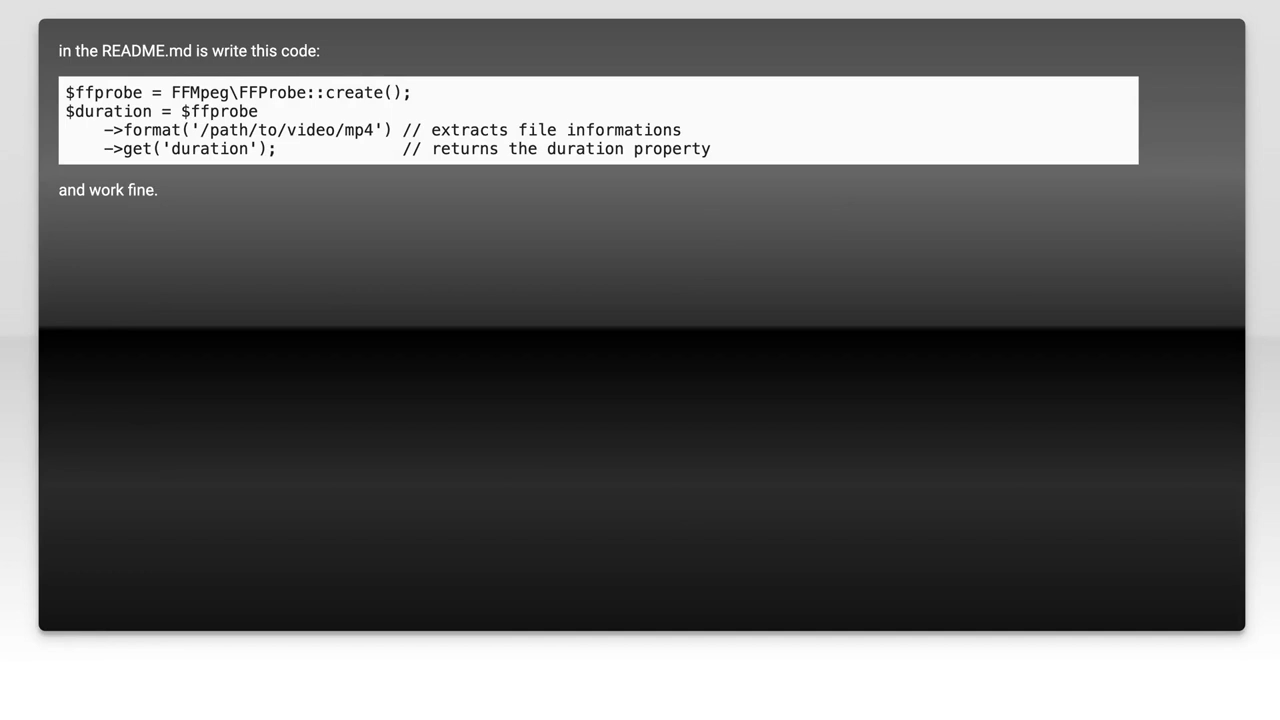 in the README.md is write this code:
$ffprobe = FFMpeg\FFProbe::create();
$duration = $ffprobe
    ->format('/path/to/video/mp4') // extracts file informations
    ->get('duration');             // returns the duration property
and work fine.